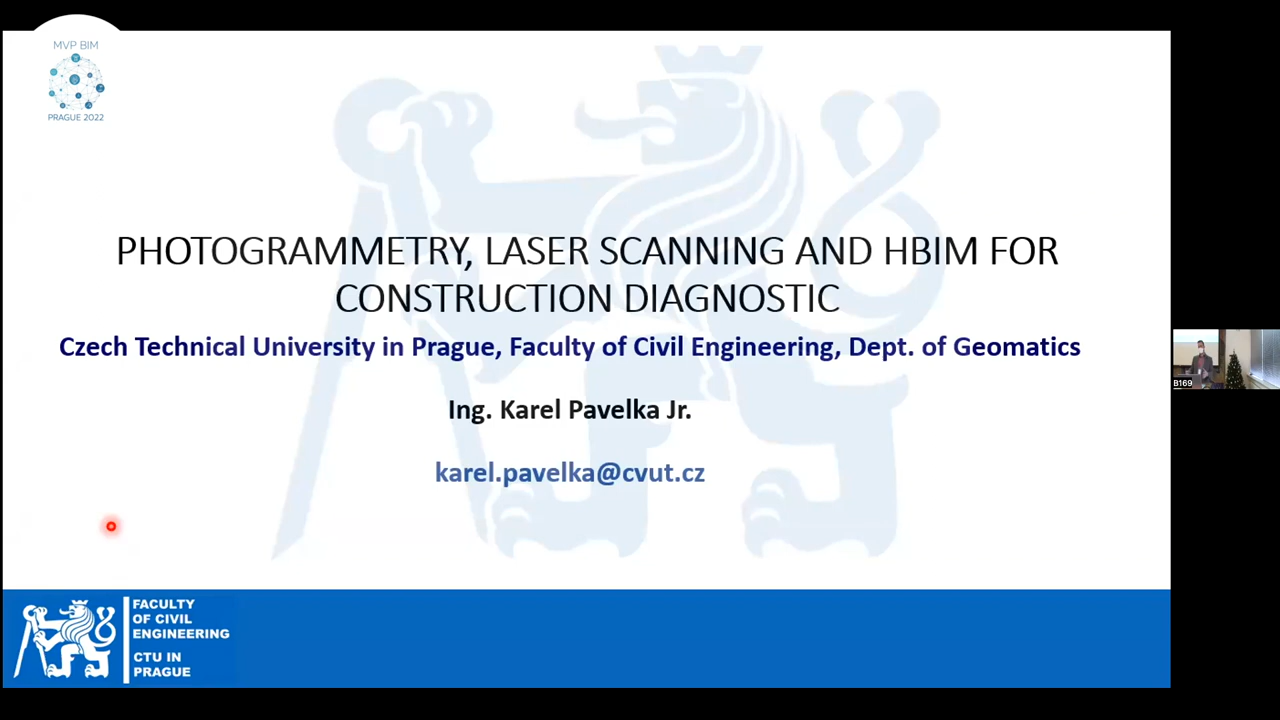 MVP BIM
PRAGUE 2022
PHOTOGRAMMETRY, LASER SCANNING AND HBIM FOR
CONSTRUCTION DIAGNOSTIC
Czech Technical University in Prague, Faculty of Civil Engineering, Dept. of Geomatics
Ing. Karel Pavelka Jr.
karel.pavelka@cvut.cz
B169
FACULTY
OF CIVIL
ENGINEERING
CTU IN
PRAGUE